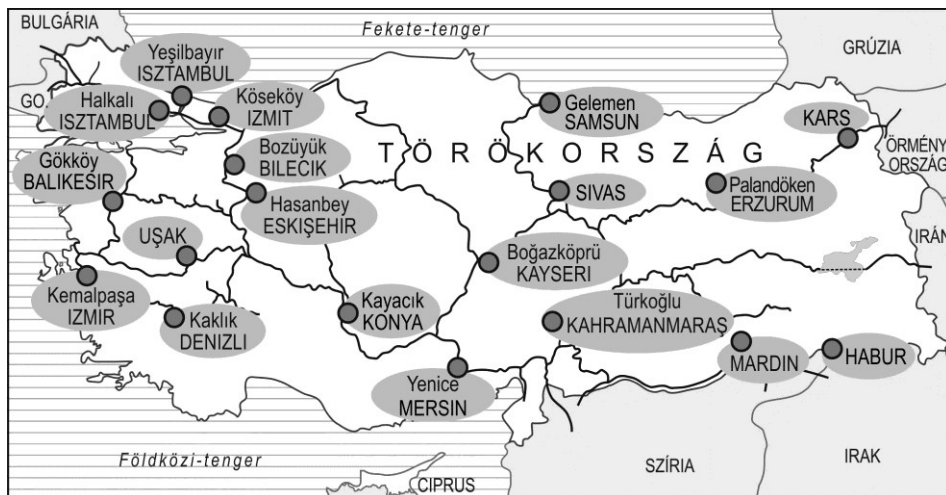 BULGÁRIA
Fekete-tenger
GRÚZIA
Yeşilbayır
ISZTAMBUL
GO.
Halkalı
ISZTAMBUL
Köseköy
IZMIT
Gelemen
SAMSUN
KARS
Bozüyük
BILECIK
TÖRÖKORSZÁG
ÖRMÉNY
ORSZÁG
Gökköy
BALIKESIR
Hasanbey
ESKIŞEHIR
SIVAS
Palandöken
ERZURUM
IRÁN
UŞAK
Boğazköprü
KAYSERI
Kemalpaşa
IZMIR
Kaklık
DENIZLI
Kayacık
KONYA
Türkoğlu
KAHRAMANMARAŞ
MARDIN
HABUR
Yenice
MERSIN
Földközi-tenger
CIPRUS
SZÍRIA
IRAK